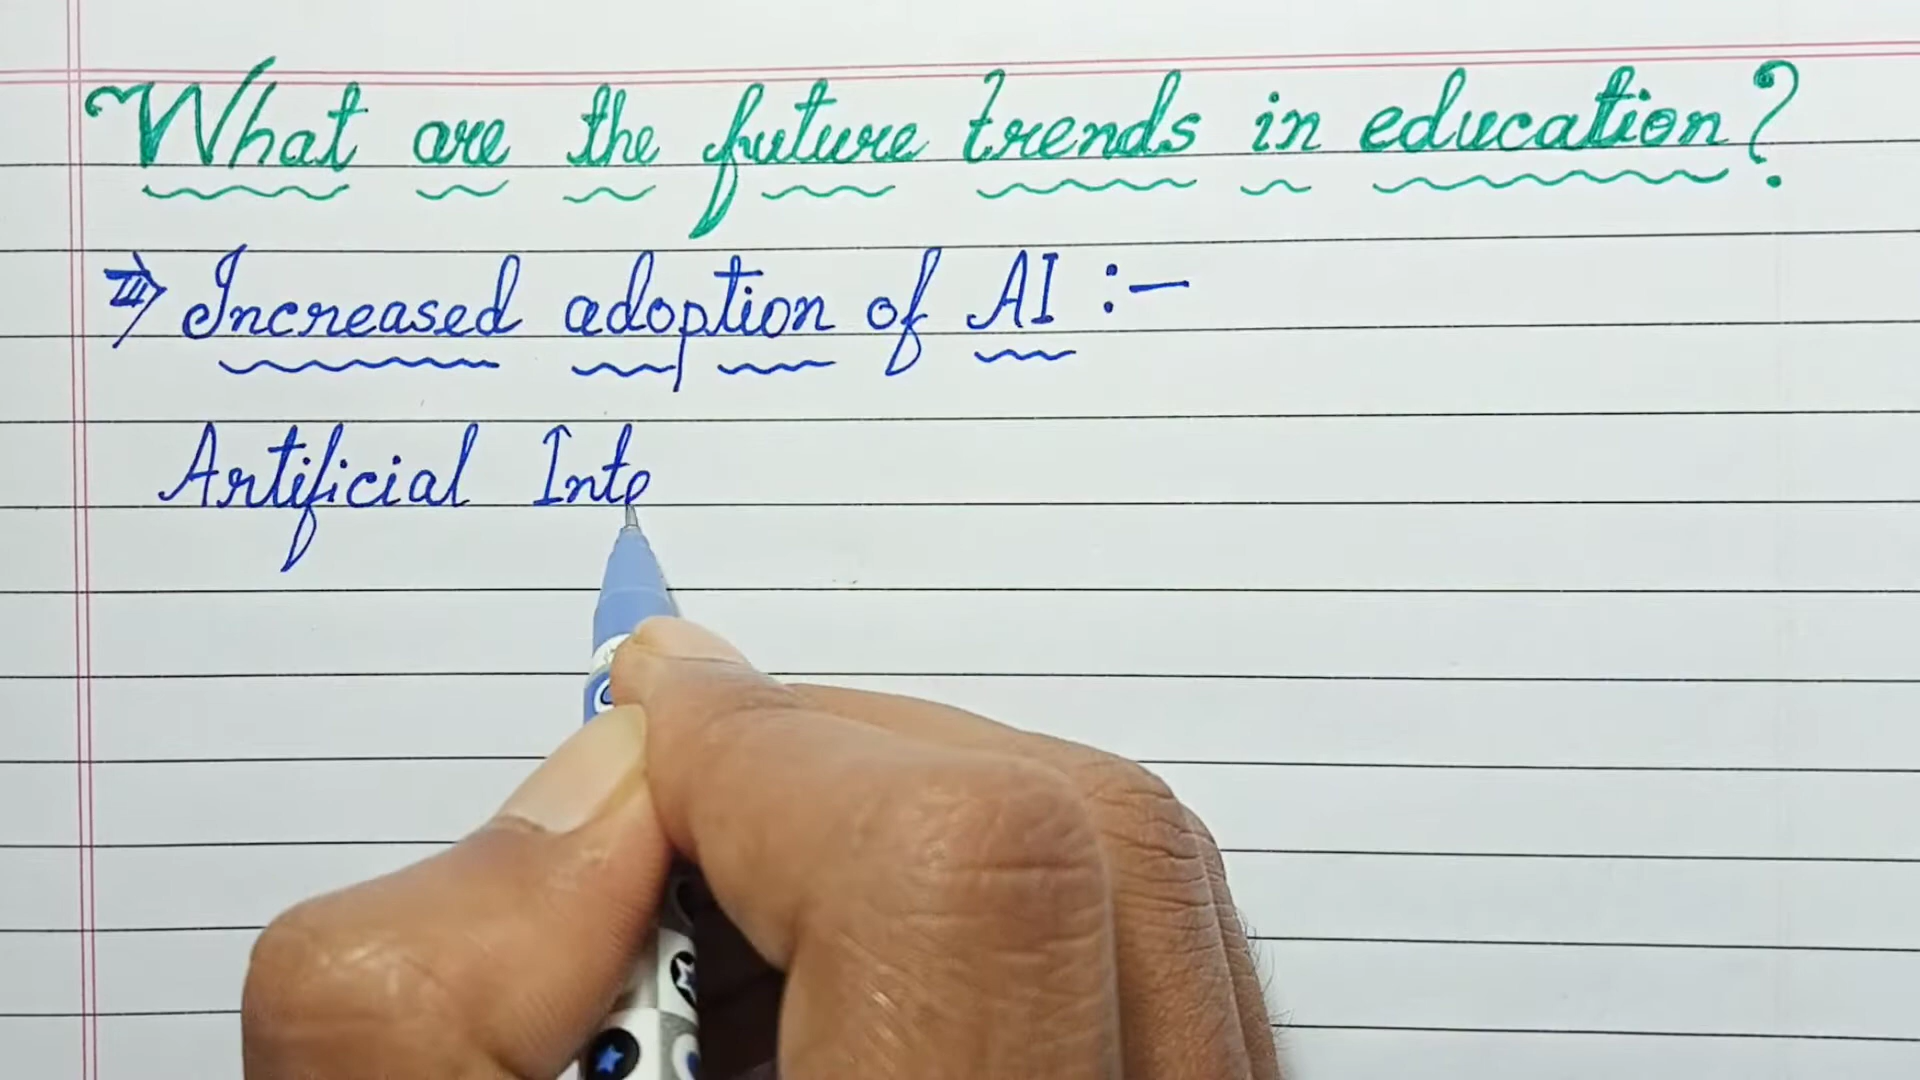 What are the future trends in education?
⇒ Increased adoption of AI :-
Artificial Inte